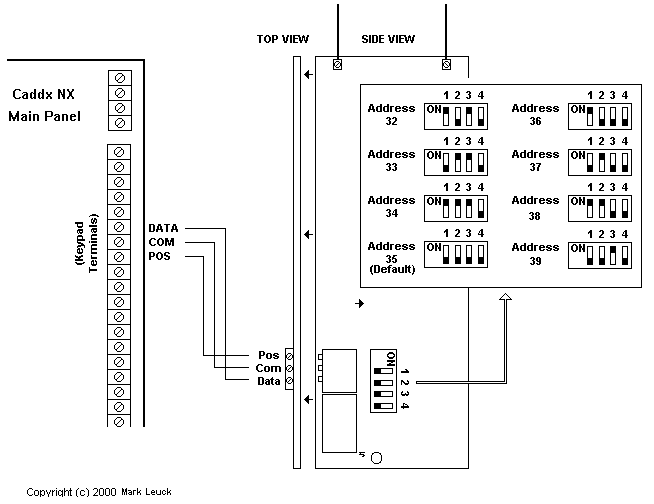 TOP VIEW
SIDE VIEW
Caddx NX
Main Panel
(Keypad
Terminals)
DATA
COM
POS
Pos
Com
Data
1 2 3 4
Address
32
ON
1 2 3 4
Address
36
ON
1 2 3 4
Address
33
ON
1 2 3 4
Address
37
ON
1 2 3 4
Address
34
ON
1 2 3 4
Address
38
ON
1 2 3 4
Address
35
(Default)
ON
1 2 3 4
Address
39
ON
ON
1 2 3 4
Copyright (c) 2000 Mark Leuck